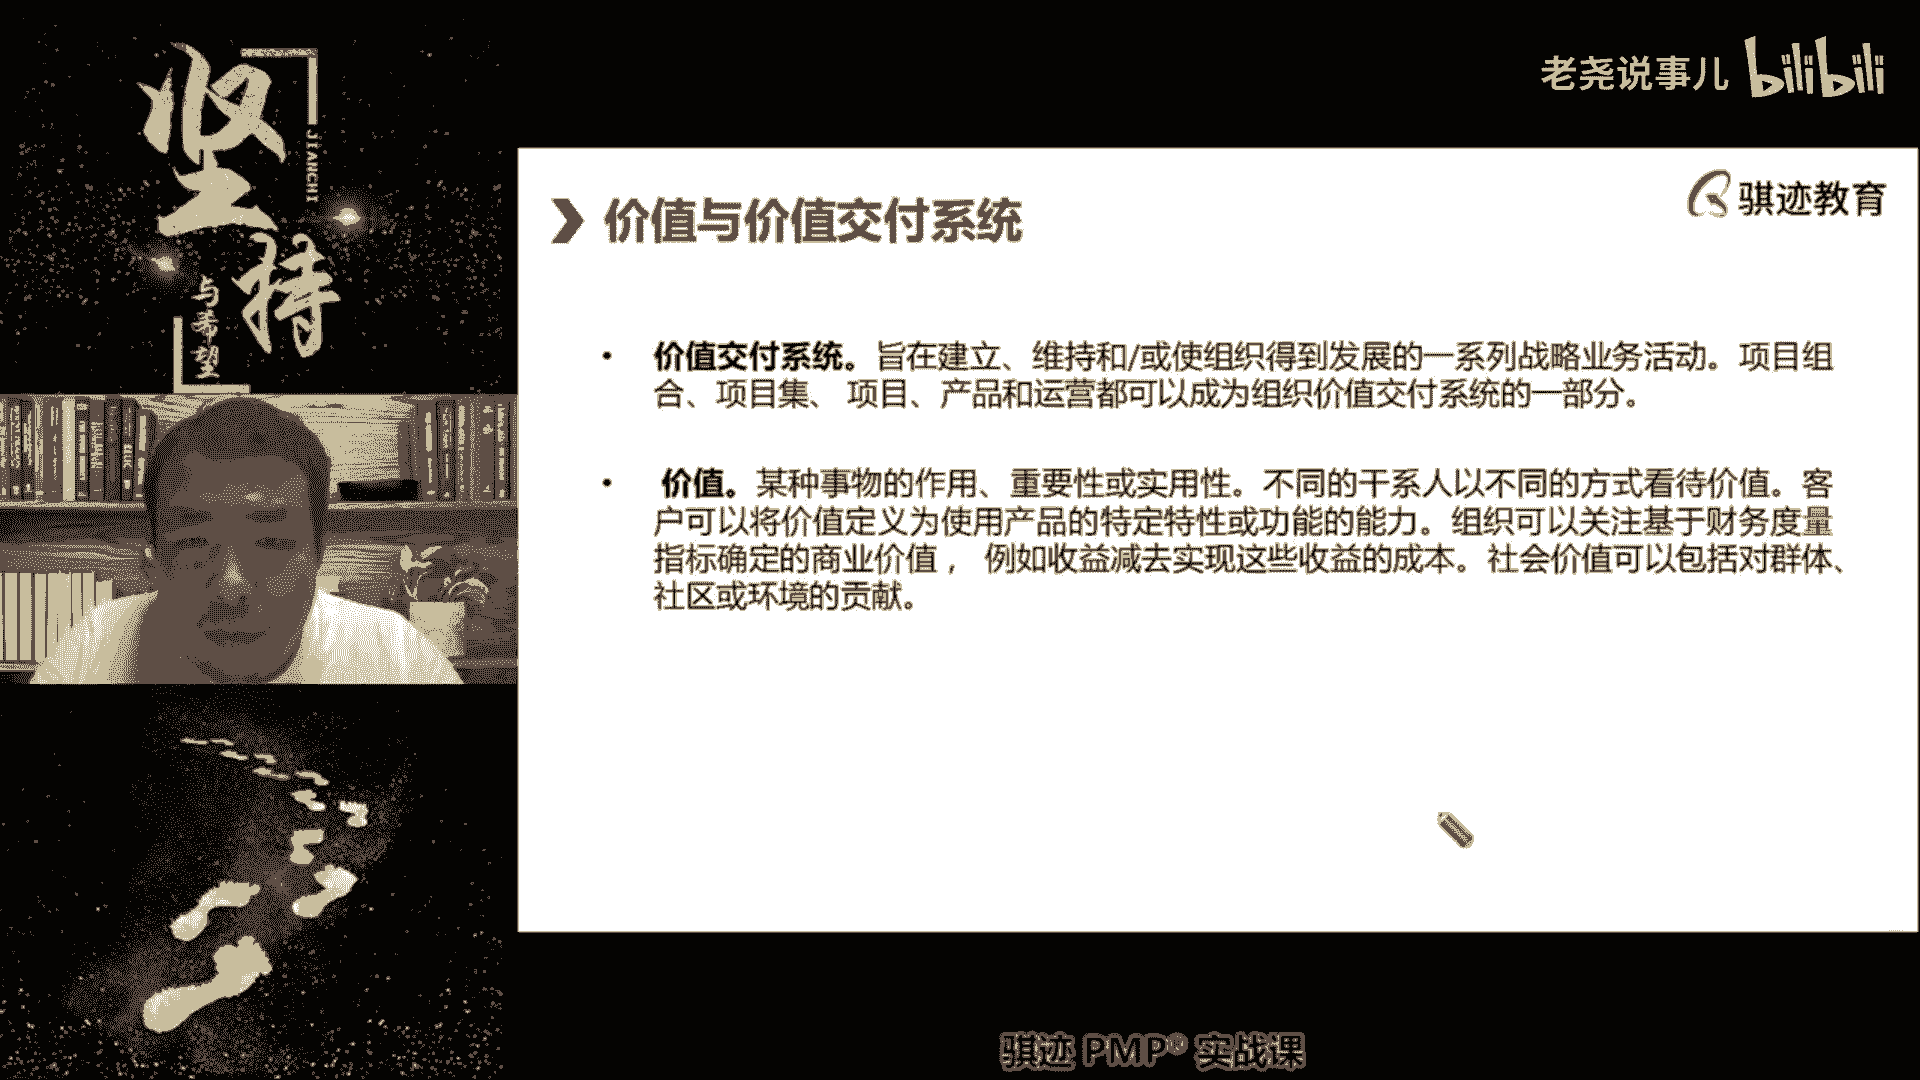 坚持
JIANCHI
与希望
老尧说事儿 bilibili
骐迹教育
价值与价值交付系统
• 价值交付系统。旨在建立、维持和/或使组织得到发展的一系列战略业务活动。项目组
合、项目集、 项目、产品和运营都可以成为组织价值交付系统的一部分。
• 价值。某种事物的作用、重要性或实用性。不同的干系人以不同的方式看待价值。客
户可以将价值定义为使用产品的特定特性或功能的能力。组织可以关注基于财务度量
指标确定的商业价值， 例如收益减去实现这些收益的成本。社会价值可以包括对群体、
社区或环境的贡献。
骐迹 PMP® 实战课